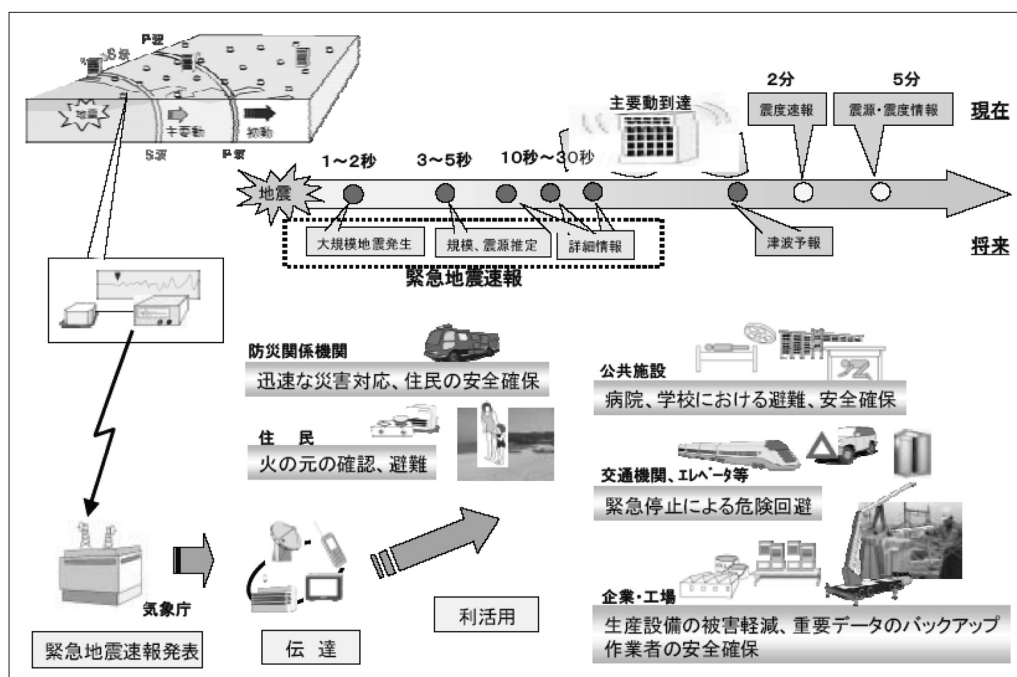 S波
P波
地震
主要動
初動
S波
P波
主要動到達
2分
5分
震度速報
震源・震度情報
現在
1～2秒
3～5秒
10秒～30秒
地震
大規模地震発生
規模、震源推定
詳細情報
津波予報
将来
緊急地震速報
防災関係機関
迅速な災害対応、住民の安全確保
住 民
火の元の確認、避難
公共施設
病院、学校における避難、安全確保
交通機関、ｴﾚﾍﾞｰﾀ等
緊急停止による危険回避
企業・工場
生産設備の被害軽減、重要データのバックアップ
作業者の安全確保
気象庁
緊急地震速報発表
伝 達
利活用